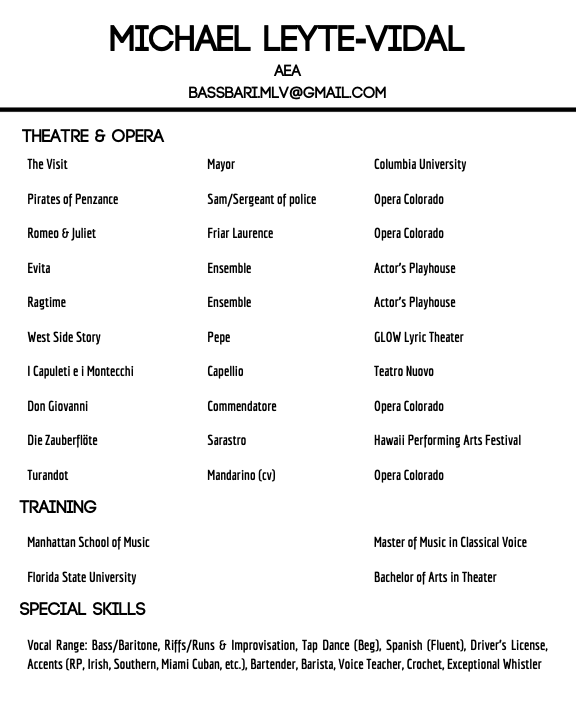 MICHAEL LEYTE-VIDAL
AEA
BASSBARI.MLV@GMAIL.COM
THEATRE & OPERA
The Visit Mayor Columbia University
Pirates of Penzance Sam/Sergeant of police Opera Colorado
Romeo & Juliet Friar Laurence Opera Colorado
Evita Ensemble Actor's Playhouse
Ragtime Ensemble Actor's Playhouse
West Side Story Pepe GLOW Lyric Theater
I Capuleti e i Montecchi Capellio Teatro Nuovo
Don Giovanni Commendatore Opera Colorado
Die Zauberflöte Sarastro Hawaii Performing Arts Festival
Turandot Mandarino (cv) Opera Colorado
TRAINING
Manhattan School of Music Master of Music in Classical Voice
Florida State University Bachelor of Arts in Theater
SPECIAL SKILLS
Vocal Range: Bass/Baritone, Riffs/Runs & Improvisation, Tap Dance (Beg), Spanish (Fluent), Driver's License,
Accents (RP, Irish, Southern, Miami Cuban, etc.), Bartender, Barista, Voice Teacher, Crochet, Exceptional Whistler